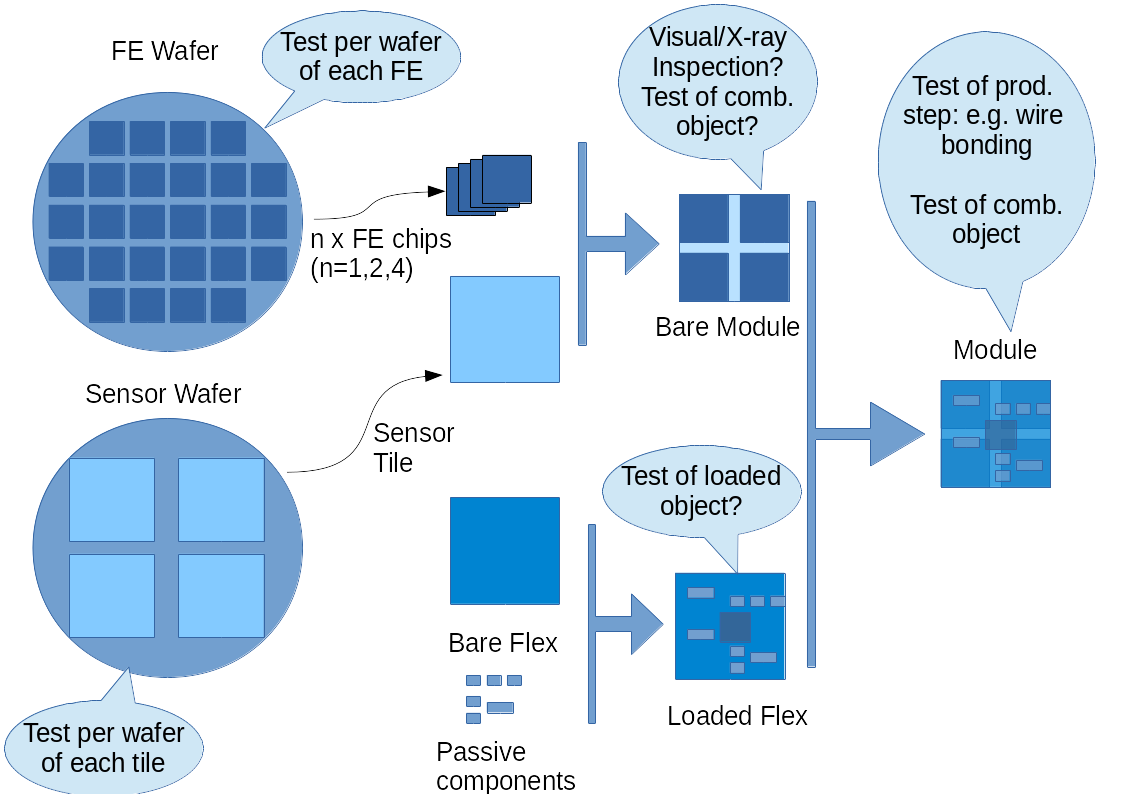 FE Wafer
Test per wafer
of each FE
Visual/X-ray
Inspection?
Test of comb.
object?
Test of prod.
step: e.g. wire
bonding
Test of comb.
object
n x FE chips
(n=1,2,4)
Bare Module
Module
Sensor Wafer
Sensor
Tile
Test of loaded
object?
Bare Flex
Loaded Flex
Test per wafer
of each tile
Passive
components